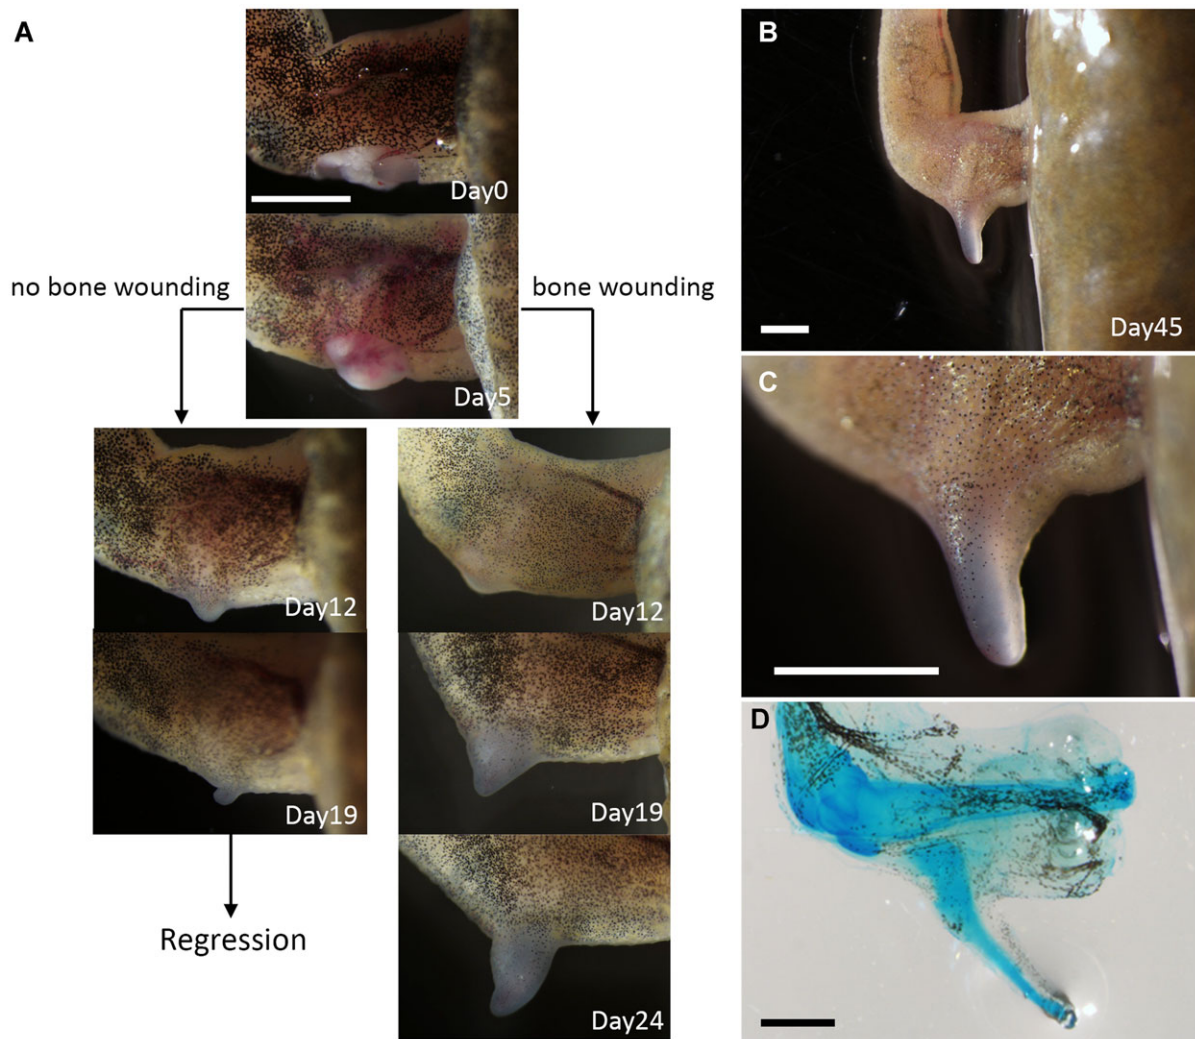 A
Day0
Day5
no bone wounding
bone wounding
Day12
Day19
Regression
Day12
Day19
Day24
B
Day45
C
D